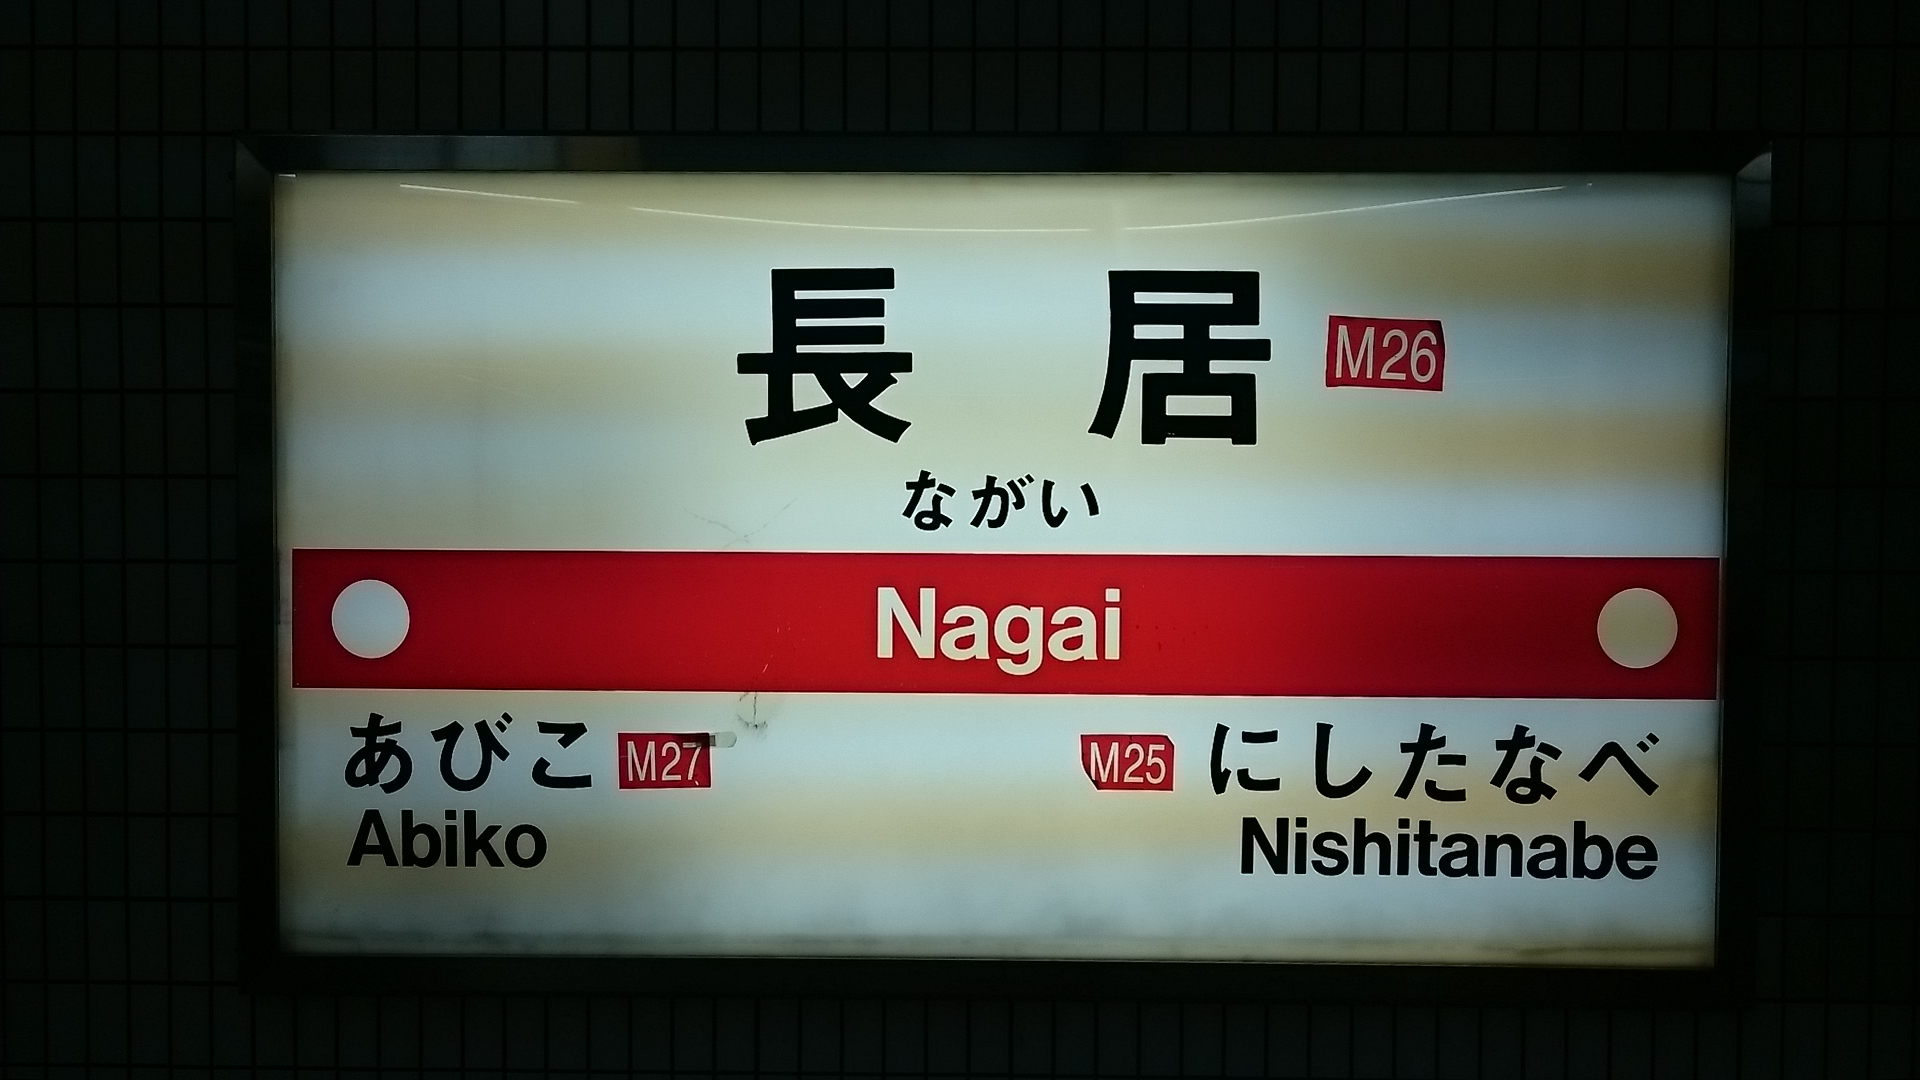 長居 M26
ながい
Nagai
あびこ M27 M25 にしたなべ
Abiko Nishitanabe